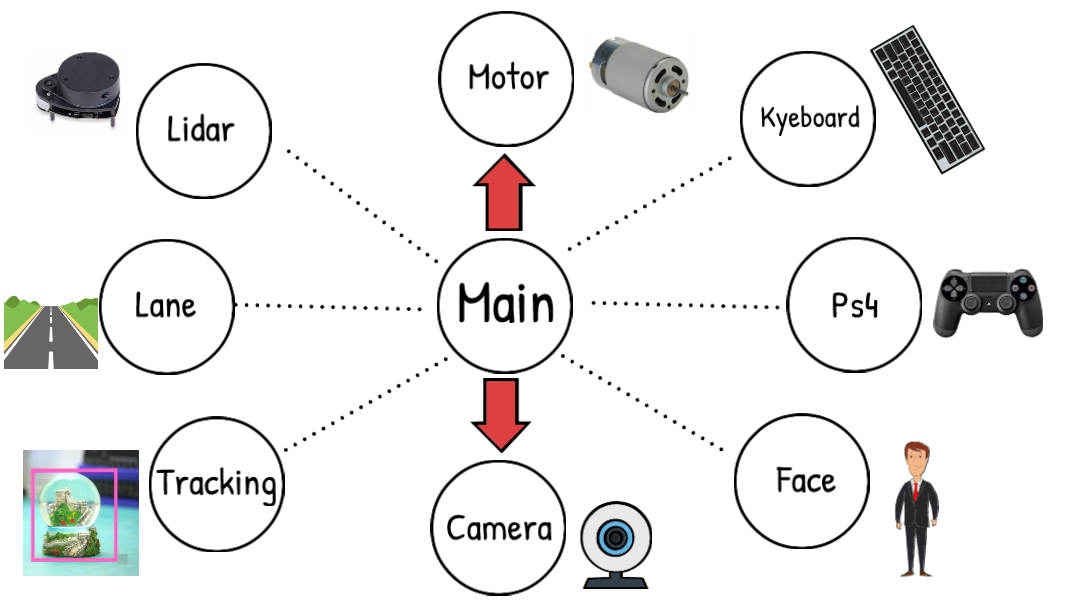 Motor
Lidar
Kyeboard
Lane
Main
Ps4
Tracking
Face
Camera